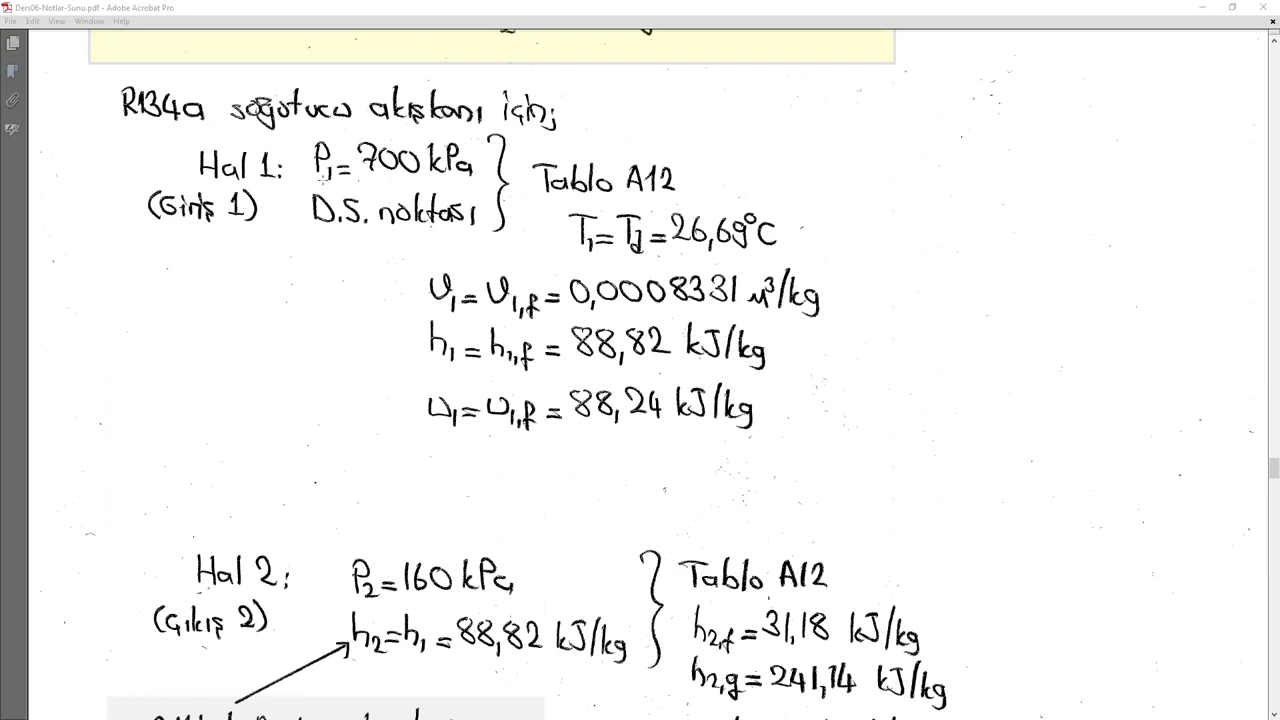 Ders06-Notlar-Sunu.pdf - Adobe Acrobat Pro
File Edit View Window Help
R134a soğutucu akışkanı için;
Hal 1: P1 = 700 kPa
(Giriş 1) D.S. noktası
Tablo A12
T1 = Td = 26,69°C
v1 = v1,f = 0,0008331 m³/kg
h1 = h1,f = 88,82 kJ/kg
u1 = u1,f = 88,24 kJ/kg
Hal 2: P2 = 160 kPa
(Çıkış 2) h2 = h1 = 88,82 kJ/kg
Tablo A12
h2,f = 31,18 kJ/kg
h2,g = 241,14 kJ/kg